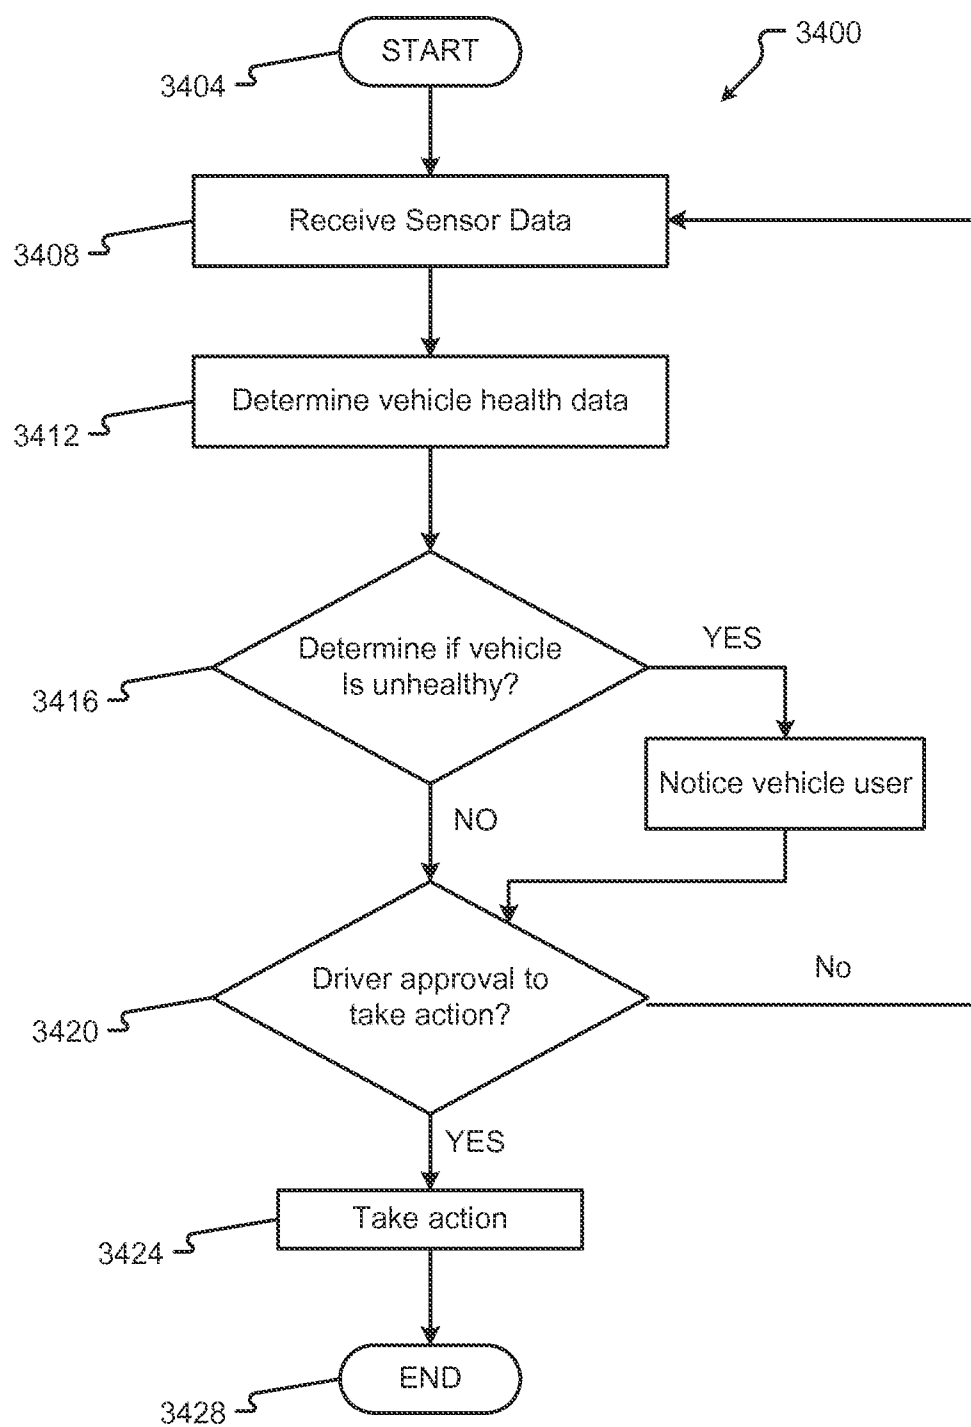 START
3400
3404
Receive Sensor Data
3408
Determine vehicle health data
3412
Determine if vehicle
Is unhealthy?
YES
3416
Notice vehicle user
NO
Driver approval to
take action?
No
3420
YES
Take action
3424
END
3428